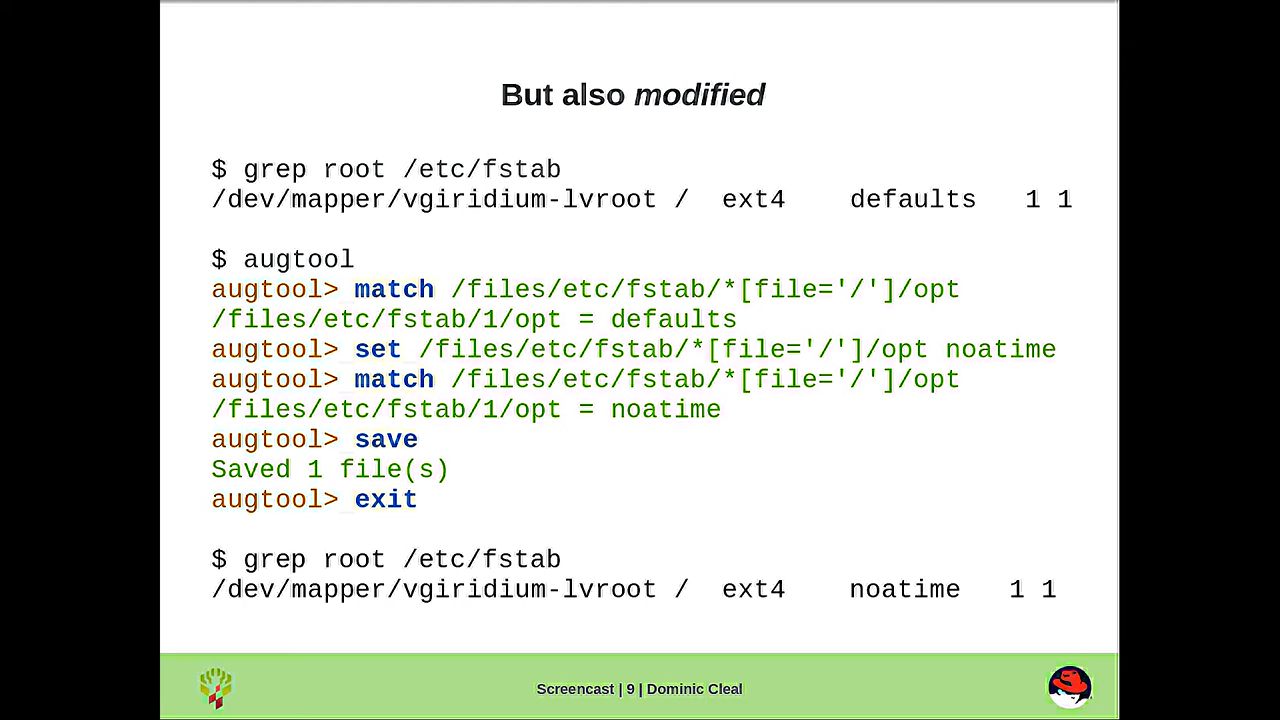 But also modified
$ grep root /etc/fstab
/dev/mapper/vgiridium-lvroot /  ext4    defaults   1 1
$ augtool
augtool> match /files/etc/fstab/*[file='/']/opt
/files/etc/fstab/1/opt = defaults
augtool> set /files/etc/fstab/*[file='/']/opt noatime
augtool> match /files/etc/fstab/*[file='/']/opt
/files/etc/fstab/1/opt = noatime
augtool> save
Saved 1 file(s)
augtool> exit
$ grep root /etc/fstab
/dev/mapper/vgiridium-lvroot /  ext4    noatime   1 1
Screencast | 9 | Dominic Cleal